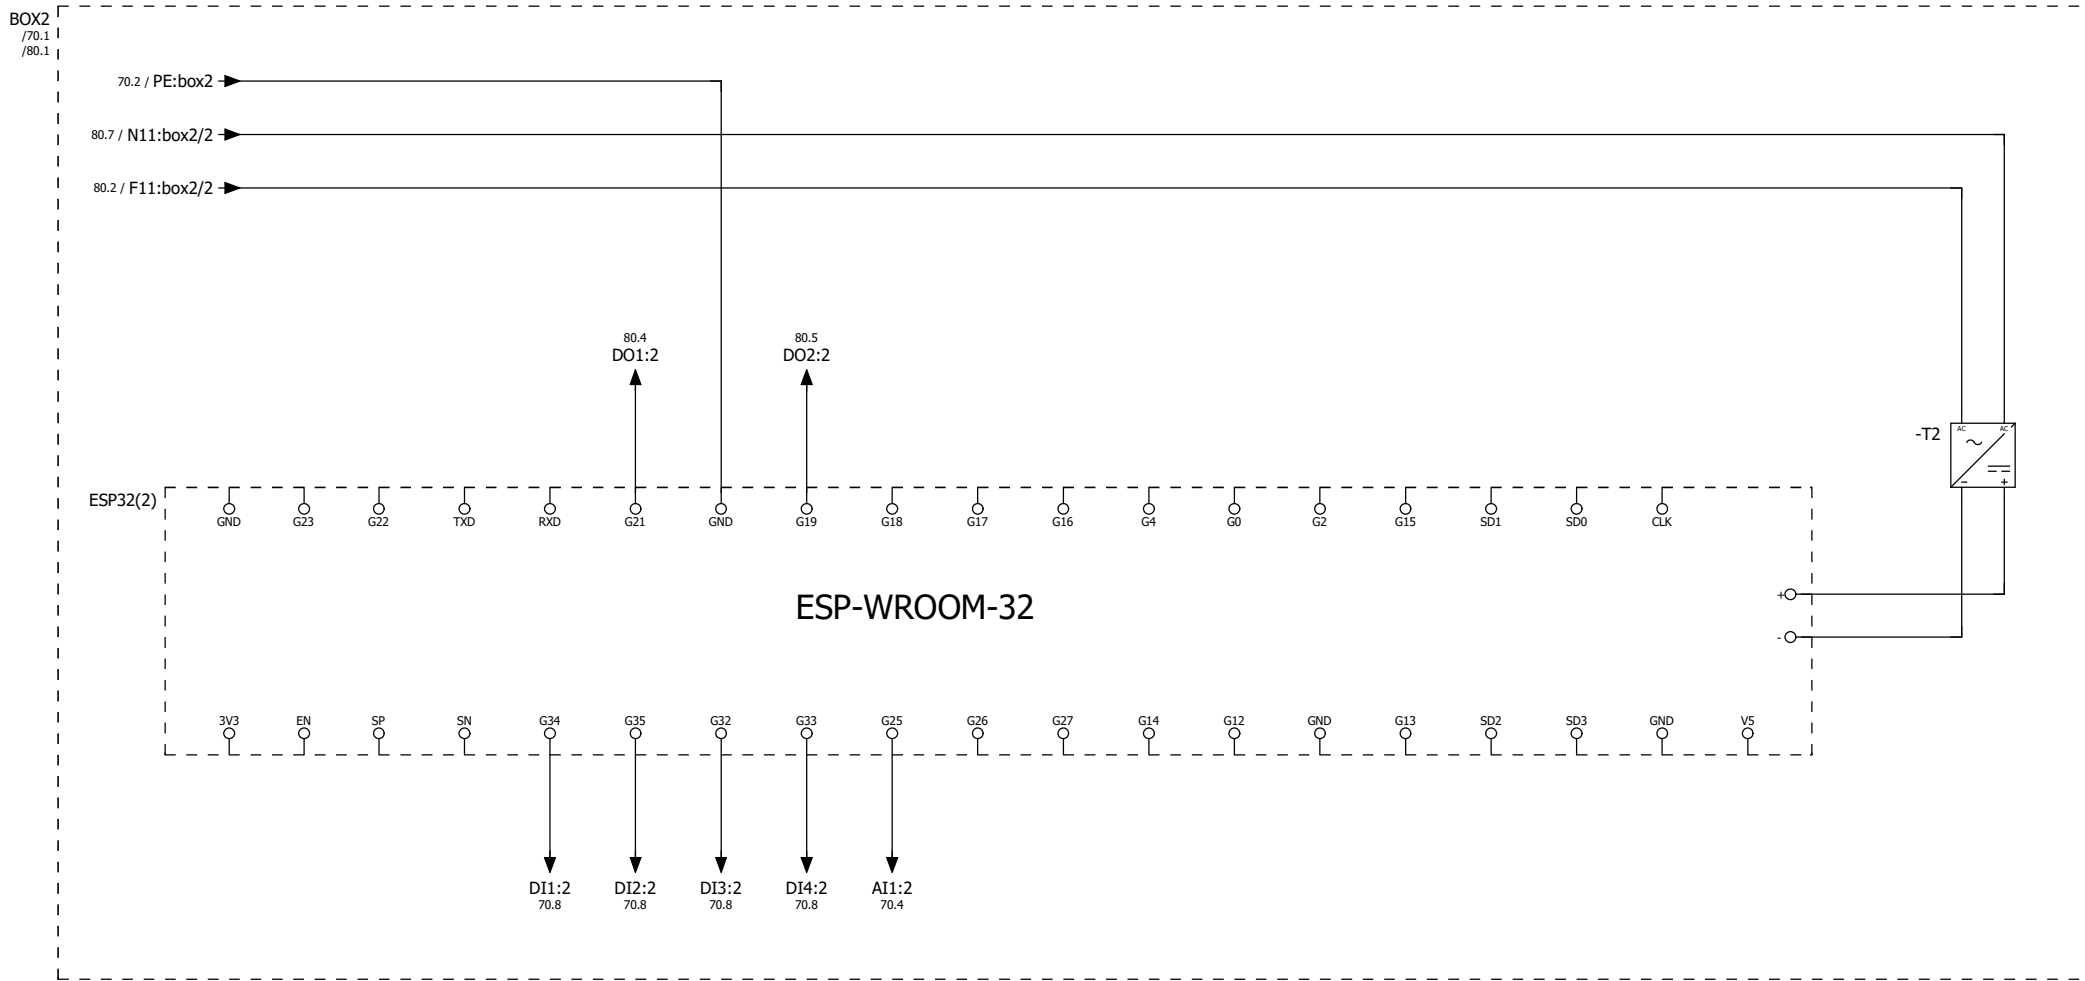 BOX2
/70.1
/80.1
70.2 / PE:box2
80.7 / N11:box2/2
80.2 / F11:box2/2
80.4
DO1:2
80.5
DO2:2
-T2
AC AC
- +
ESP32(2)
GND G23 G22 TXD RXD G21 GND G19 G18 G17 G16 G4 G0 G2 G15 SD1 SD0 CLK
+
ESP-WROOM-32
-
3V3 EN SP SN G34 G35 G32 G33 G25 G26 G27 G14 G12 GND G13 SD2 SD3 GND V5
DI1:2 DI2:2 DI3:2 DI4:2 AI1:2
70.8 70.8 70.8 70.8 70.4